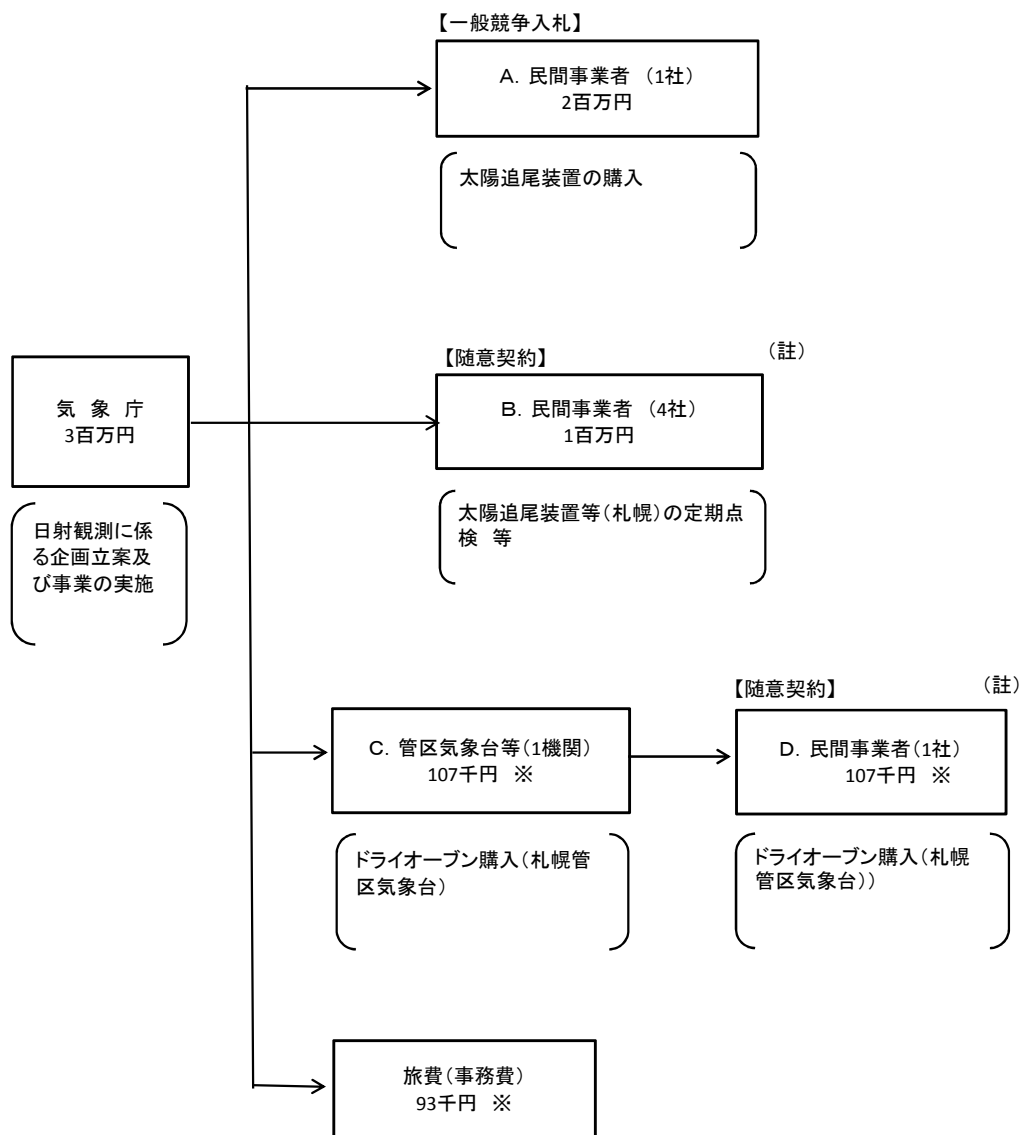 【一般競争入札】
A. 民間事業者 (1社)
2百万円
太陽追尾装置の購入
気 象 庁
3百万円
日射観測に係
る企画立案及
び事業の実施
【随意契約】 (註)
B. 民間事業者 (4社)
1百万円
太陽追尾装置等(札幌)の定期点
検 等
C. 管区気象台等(1機関)
107千円 ※
ドライオーブン購入(札幌管
区気象台)
【随意契約】 (註)
D. 民間事業者(1社)
107千円 ※
ドライオーブン購入(札幌
管区気象台))
旅費(事務費)
93千円 ※